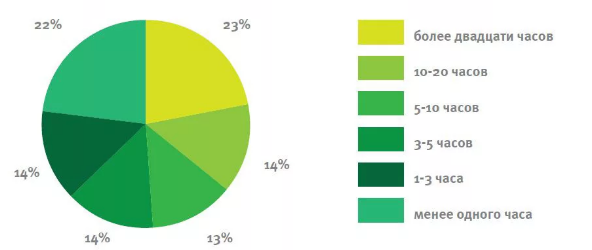 22%
23%
14%
14%
14%
13%
более двадцати часов
10-20 часов
5-10 часов
3-5 часов
1-3 часа
менее одного часа